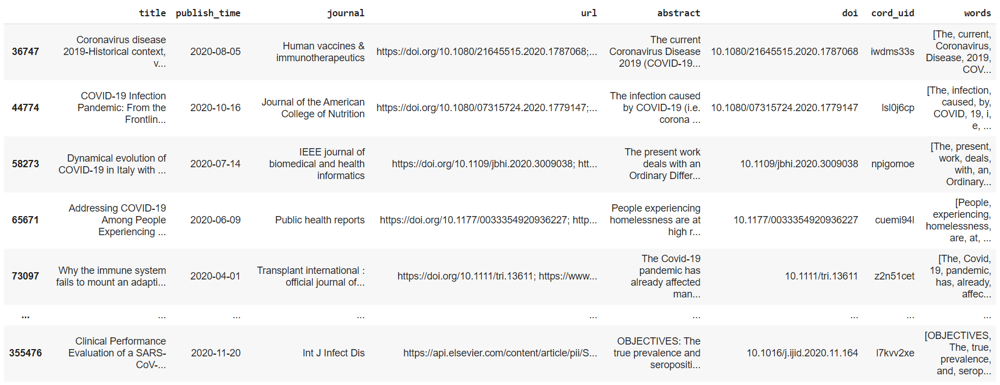 title publish_time journal url abstract doi cord_uid words
36747 Coronavirus disease 2019-Historical context, v... 2020-08-05 Human vaccines & immunotherapeutics https://doi.org/10.1080/21645515.2020.1787068;... The current Coronavirus Disease 2019 (COVID-19... 10.1080/21645515.2020.1787068 iwdms33s [The, current, Coronavirus, Disease, 2019, COV...
44774 COVID-19 Infection Pandemic: From the Frontlin... 2020-10-16 Journal of the American College of Nutrition https://doi.org/10.1080/07315724.2020.1779147;... The infection caused by COVID-19 (i.e. corona ... 10.1080/07315724.2020.1779147 lsl0j6cp [The, infection, caused, by, COVID, 19, i, e, ...
58273 Dynamical evolution of COVID-19 in Italy with ... 2020-07-14 IEEE journal of biomedical and health informatics https://doi.org/10.1109/jbhi.2020.3009038; htt... The present work deals with an Ordinary Differ... 10.1109/jbhi.2020.3009038 npigomoe [The, present, work, deals, with, an, Ordinary...
65671 Addressing COVID-19 Among People Experiencing ... 2020-06-09 Public health reports https://doi.org/10.1177/0033354920936227; http... People experiencing homelessness are at high r... 10.1177/0033354920936227 cuemi94l [People, experiencing, homelessness, are, at, ...
73097 Why the immune system fails to mount an adapti... 2020-04-01 Transplant international : official journal of... https://doi.org/10.1111/tri.13611; https://www... The Covid-19 pandemic has already affected man... 10.1111/tri.13611 z2n51cet [The, Covid, 19, pandemic, has, already, affec...
... ... ... ... ... ... ... ... ...
355476 Clinical Performance Evaluation of a SARS-CoV-... 2020-11-20 Int J Infect Dis https://api.elsevier.com/content/article/pii/S... OBJECTIVES: The true prevalence and seropositi... 10.1016/j.ijid.2020.11.164 l7kvv2xe [OBJECTIVES, The, true, prevalence, and, serop...